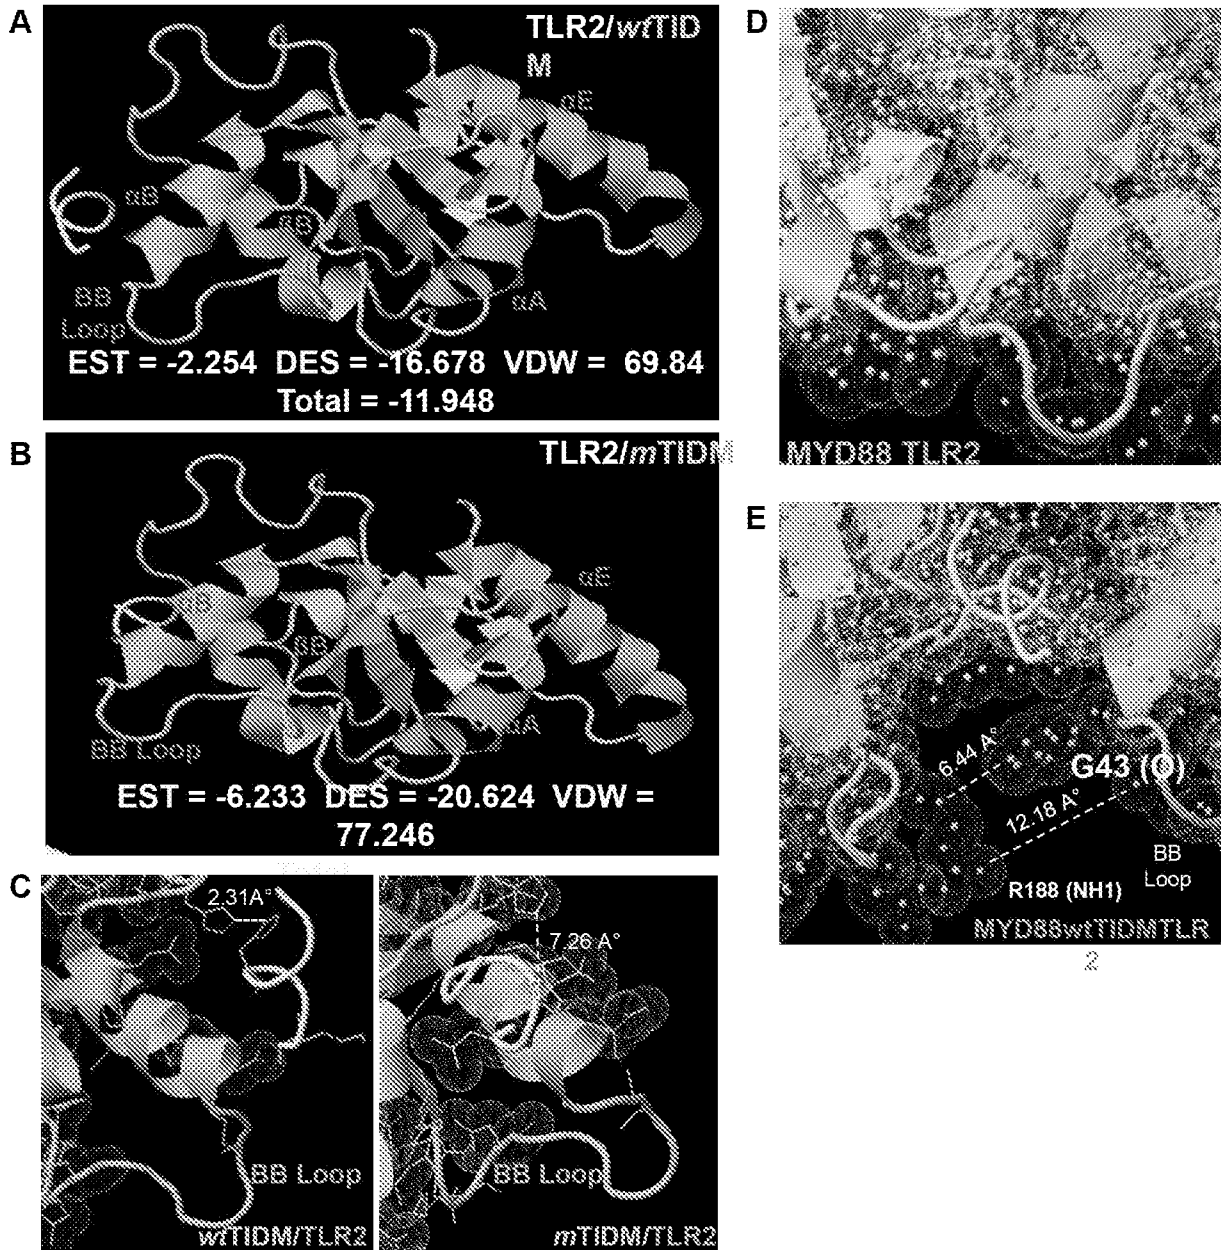 A
TLR2/wtTID
M
αE
αB
βB
BB
Loop
αA
EST = -2.254 DES = -16.678 VDW = 69.84
Total = -11.948
B
TLR2/mTIDM
αE
αB
βB
BB Loop
EST = -6.233 DES = -20.624 VDW =
77.246
C
2.31A°
BB Loop
wtTIDM/TLR2
7.26 A°
BB Loop
mTIDM/TLR2
D
MYD88 TLR2
E
6.44 A°
G43 (O)
12.18 A°
BB
Loop
R188 (NH1)
MYD88wtTIDMTLR
2